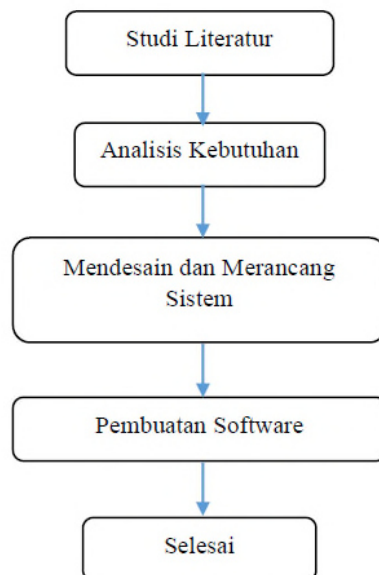 Studi Literatur
Analisis Kebutuhan
Mendesain dan Merancang
Sistem
Pembuatan Software
Selesai